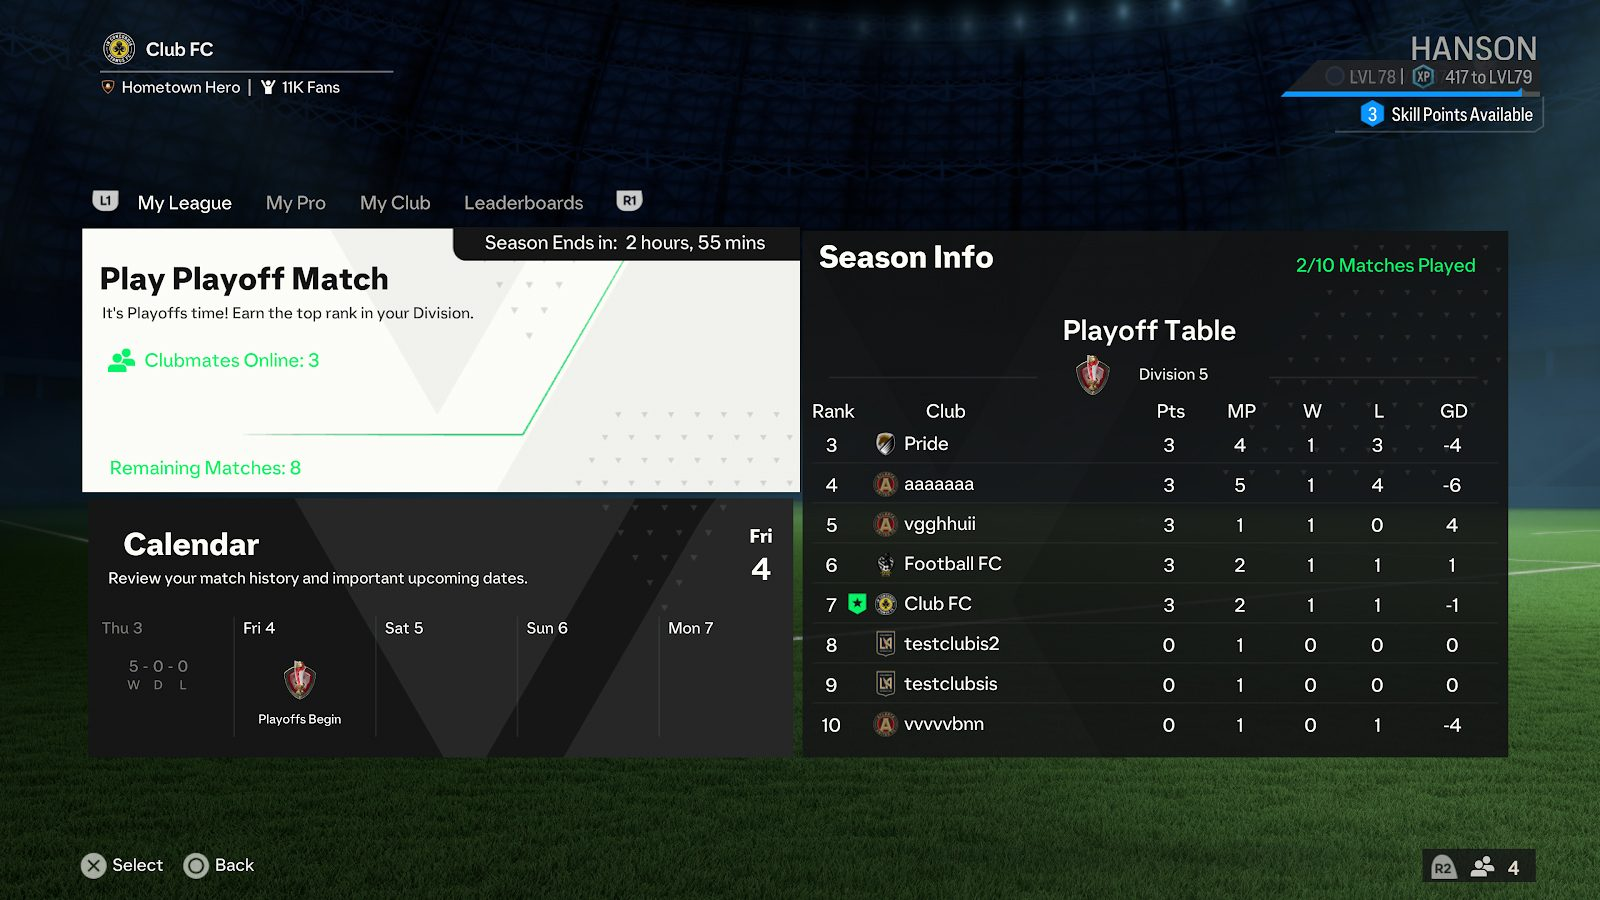 Club FC
Hometown Hero | 11K Fans
HANSON
LVL 78 | XP 417 to LVL79
3 Skill Points Available
L1 My League My Pro My Club Leaderboards R1
Season Ends in: 2 hours, 55 mins
Play Playoff Match
It's Playoffs time! Earn the top rank in your Division.
Clubmates Online: 3
Remaining Matches: 8
Calendar
Review your match history and important upcoming dates.
Fri
4
Thu 3 Fri 4 Sat 5 Sun 6 Mon 7
5 - 0 - 0
W D L
Playoffs Begin
Season Info
2/10 Matches Played
Playoff Table
Division 5
Rank Club Pts MP W L GD
3 Pride 3 4 1 3 -4
4 aaaaaaa 3 5 1 4 -6
5 vgghhuii 3 1 1 0 4
6 Football FC 3 2 1 1 1
7 Club FC 3 2 1 1 -1
8 testclubis2 0 1 0 0 0
9 testclubsis 0 1 0 0 0
10 vvvvvbnn 0 1 0 1 -4
Select Back
R2 4